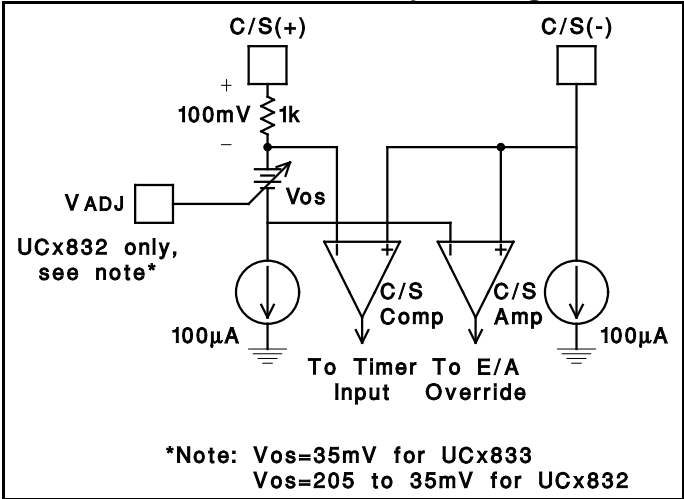 C/S(+)
C/S(-)
+
100mV
1k
−
VADJ
Vos
UCx832 only,
see note*
−
+
−
+
C/S
Comp
C/S
Amp
100µA
100µA
To Timer
Input
To E/A
Override
*Note: Vos=35mV for UCx833
Vos=205 to 35mV for UCx832